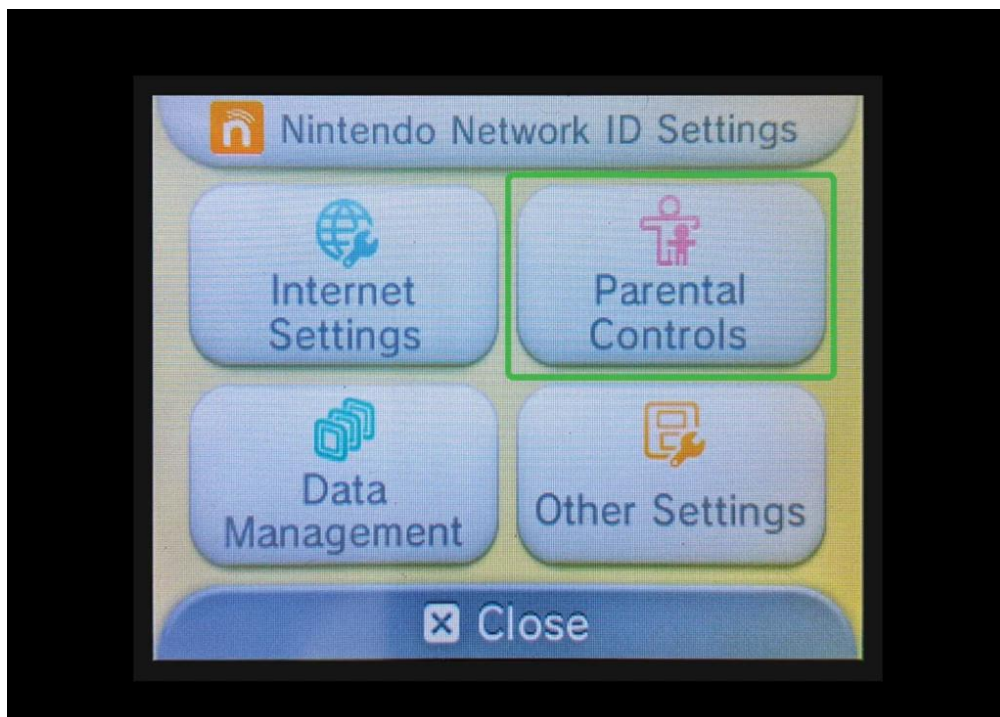 Nintendo Network ID Settings
Internet
Settings
Parental
Controls
Data
Management
Other Settings
Close